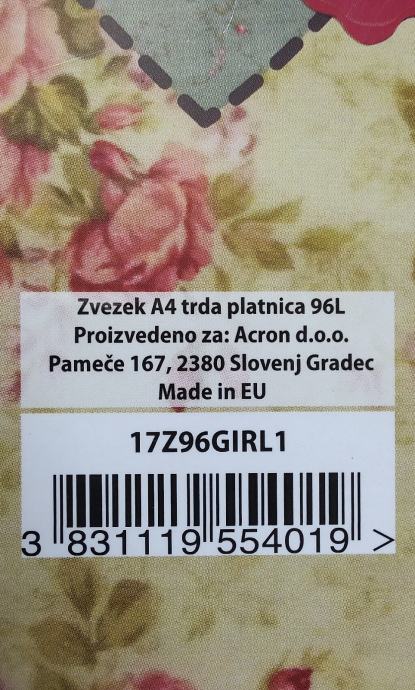 Zvezek A4 trda platnica 96L
Proizvedeno za: Acron d.o.o.
Pameče 167, 2380 Slovenj Gradec
Made in EU
17Z96GIRL1
3 831119 554019 >